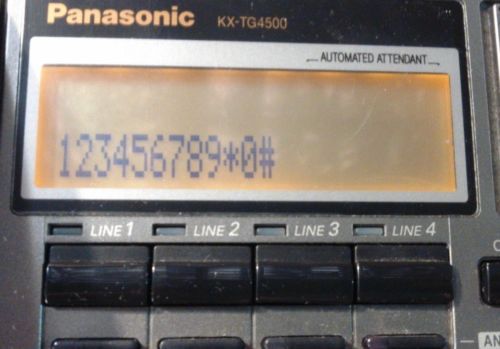 Panasonic KX-TG4500
AUTOMATED ATTENDANT
123456789*0#
LINE 1 LINE 2 LINE 3 LINE 4